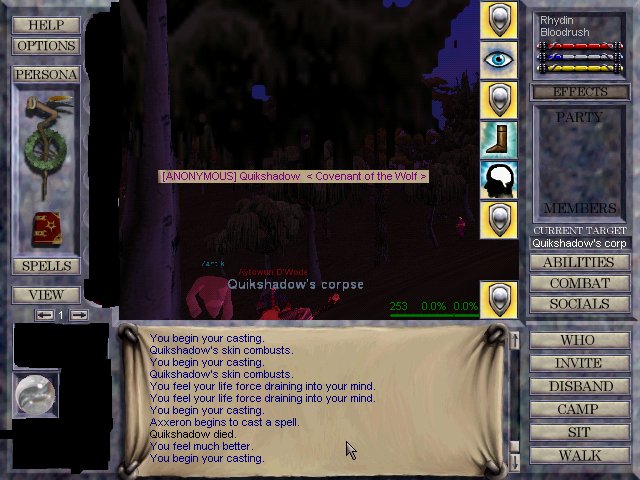 HELP
OPTIONS
PERSONA
SPELLS
VIEW
1
[ANONYMOUS] Quikshadow < Covenant of the Wolf >
Aytowun D'Wode
Quikshadow's corpse
253 0.0% 0.0%
Rhydin
Bloodrush
EFFECTS
PARTY
MEMBERS
CURRENT TARGET
Quikshadow's corp
ABILITIES
COMBAT
SOCIALS
WHO
INVITE
DISBAND
CAMP
SIT
WALK
You begin your casting.
Quikshadow's skin combusts.
You begin your casting.
Quikshadow's skin combusts.
You feel your life force draining into your mind.
You feel your life force draining into your mind.
You begin your casting.
Axxeron begins to cast a spell.
Quikshadow died.
You feel much better.
You begin your casting.